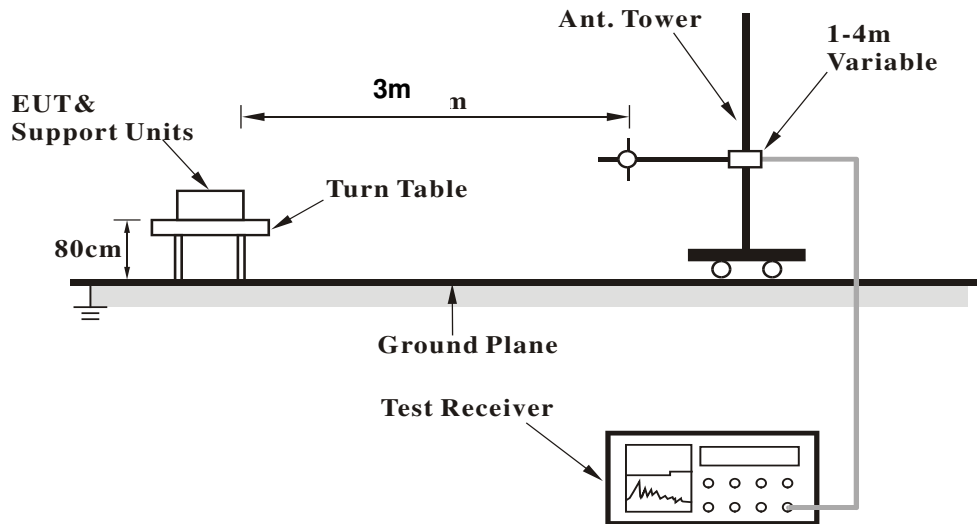 Ant. Tower
1-4m
Variable
3m
m
EUT&
Support Units
Turn Table
80cm
Ground Plane
Test Receiver